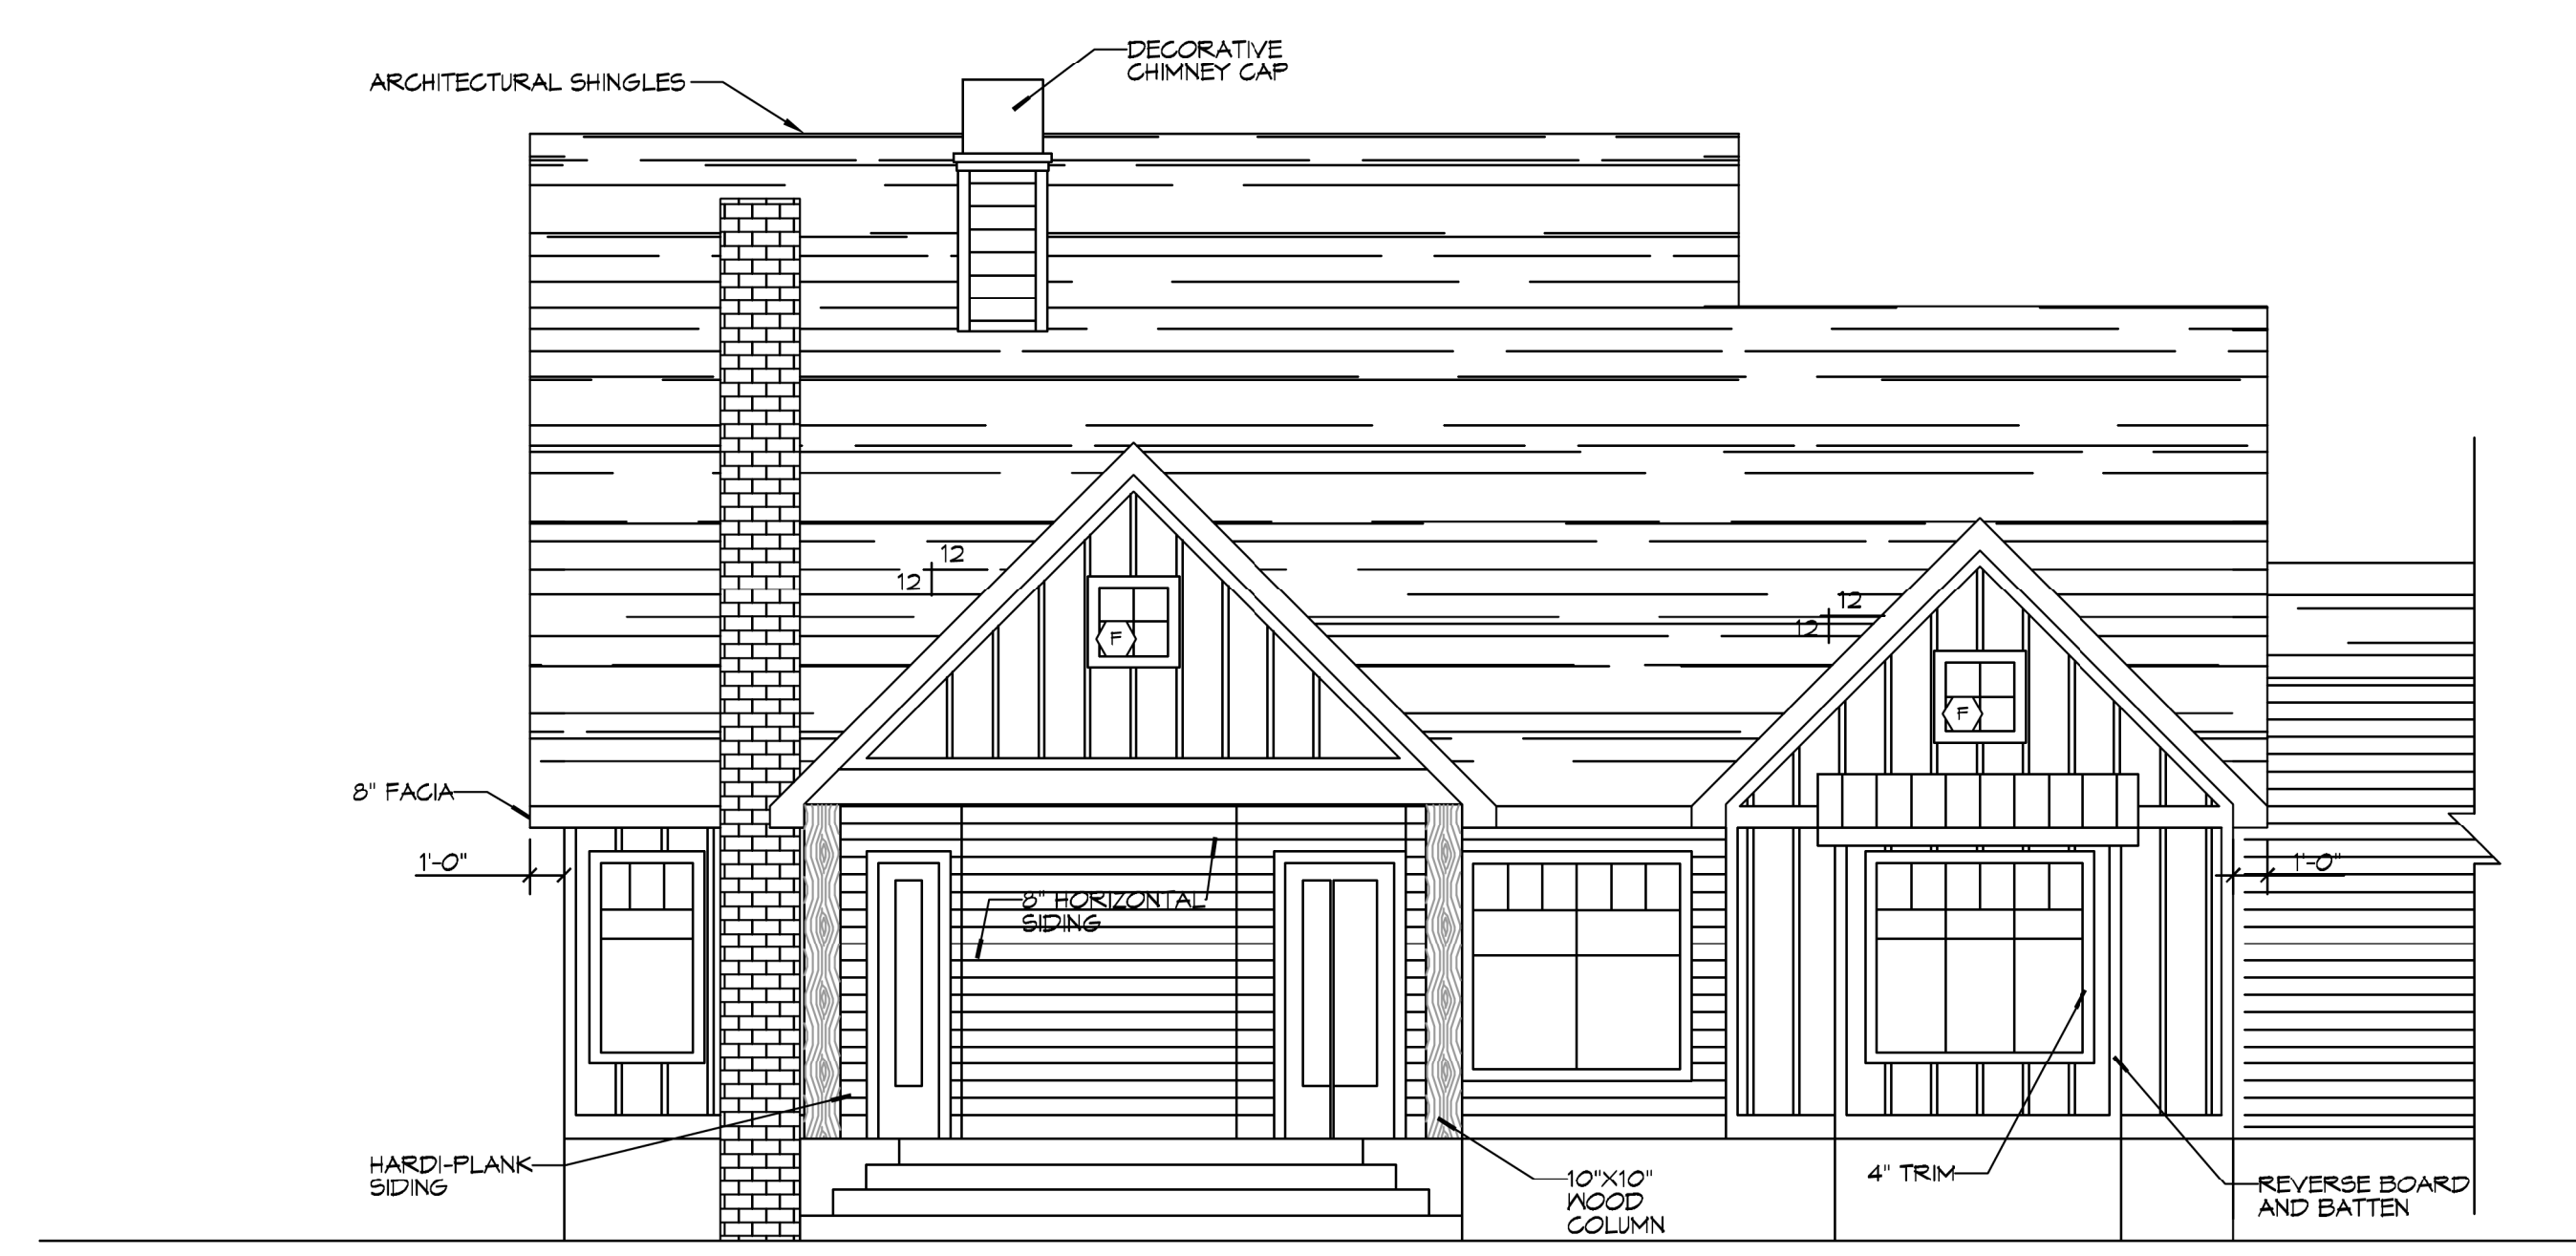 DECORATIVE
CHIMNEY CAP
ARCHITECTURAL SHINGLES
12
12
F
12
12
F
8" FACIA
1'-0"
1'-0"
8" HORIZONTAL
SIDING
HARDI-PLANK
SIDING
10"X10"
WOOD
COLUMN
4" TRIM
REVERSE BOARD
AND BATTEN